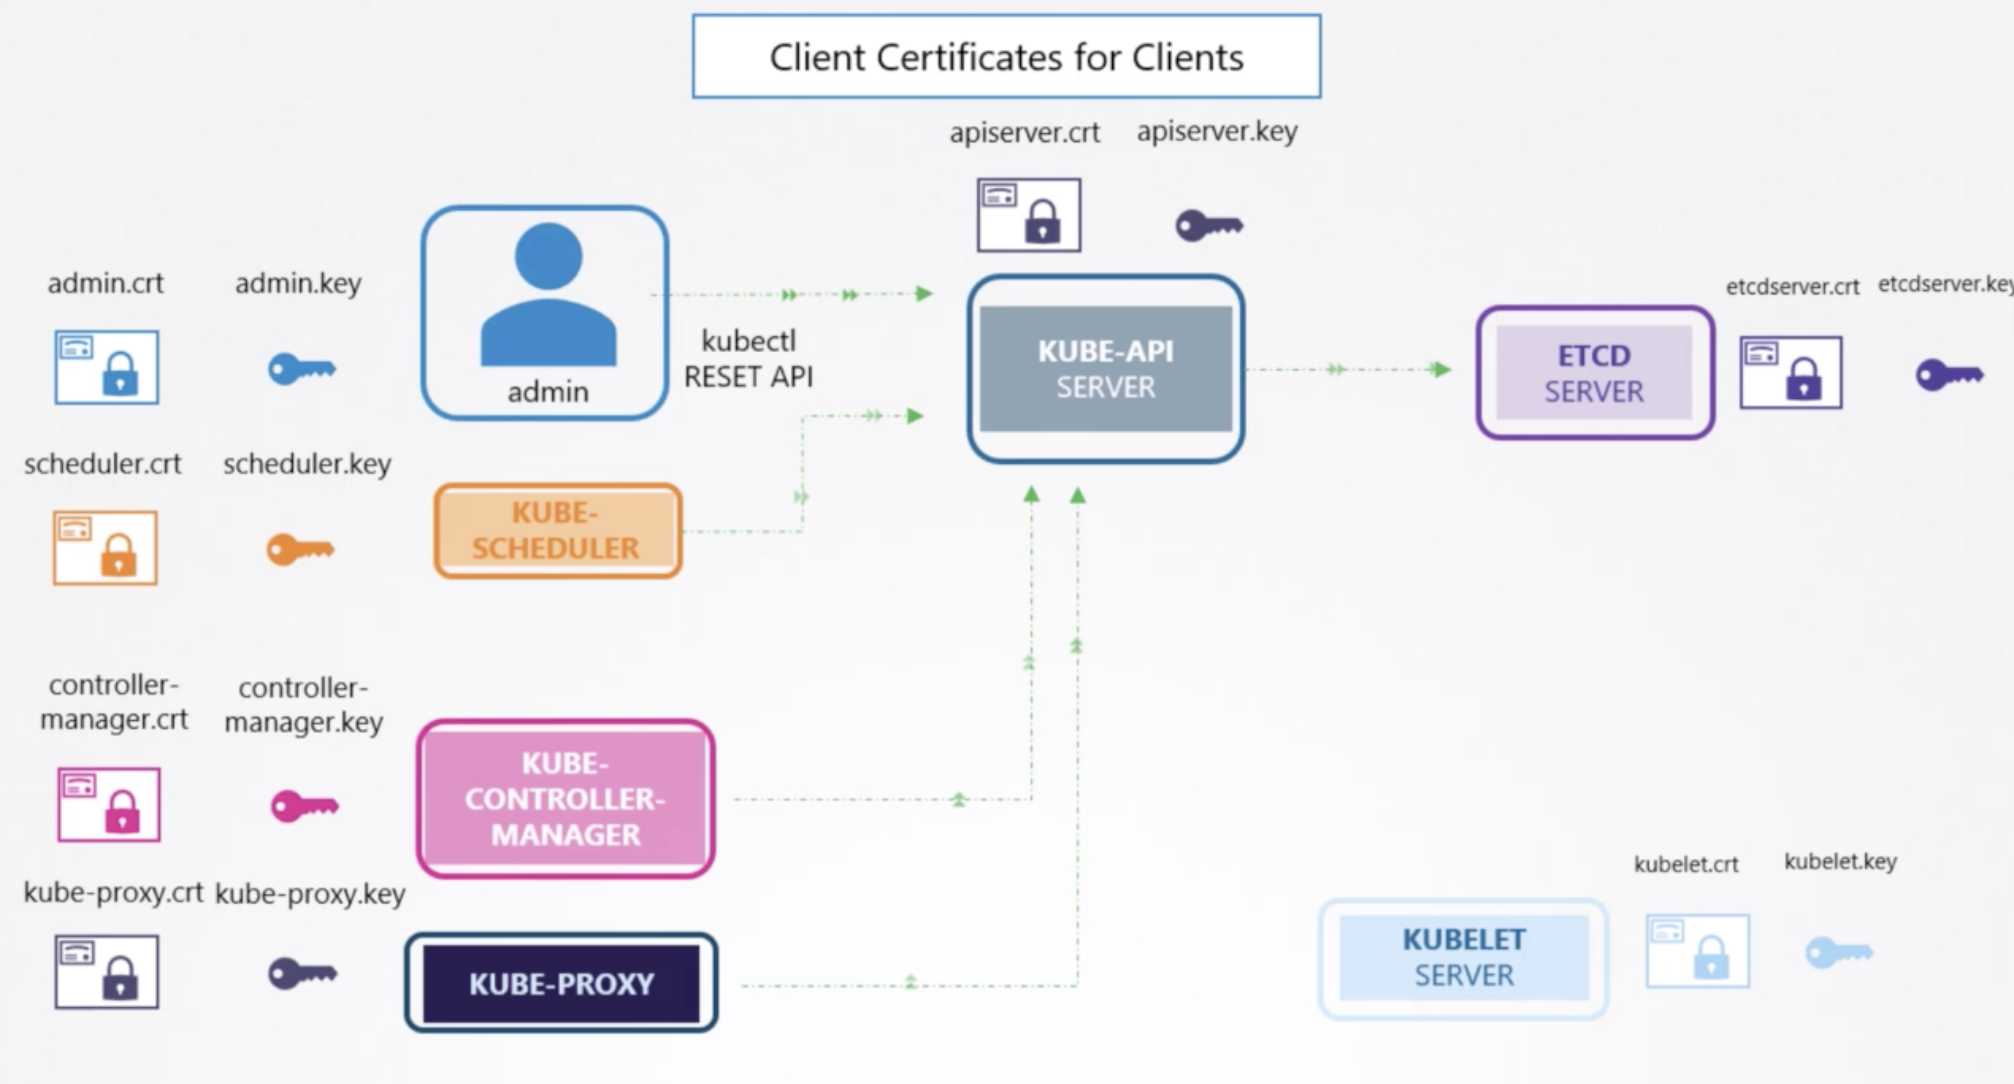 Client Certificates for Clients
apiserver.crt apiserver.key
admin.crt admin.key
admin
kubectl
RESET API
KUBE-API
SERVER
ETCD
SERVER
etcdserver.crt etcdserver.key
scheduler.crt scheduler.key
KUBE-
SCHEDULER
controller-
manager.crt
controller-
manager.key
KUBE-
CONTROLLER-
MANAGER
kube-proxy.crt kube-proxy.key
KUBE-PROXY
kubelet.crt kubelet.key
KUBELET
SERVER